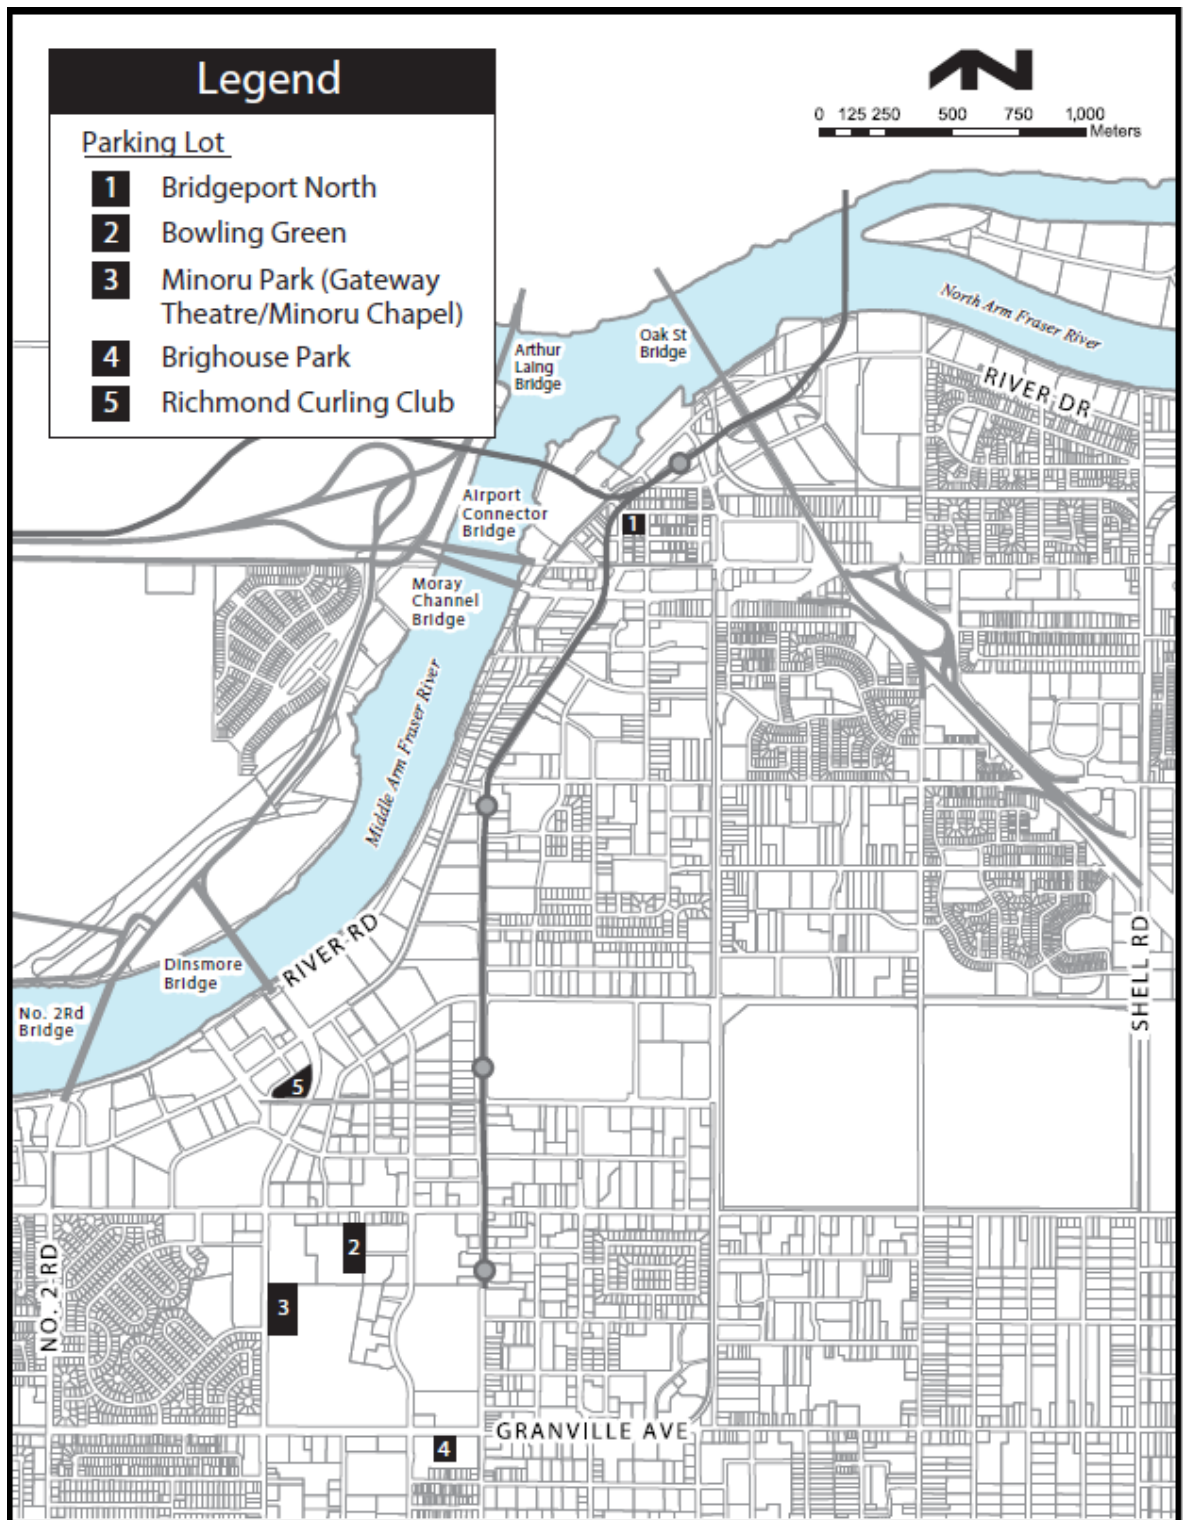 Legend
Parking Lot
1 Bridgeport North
2 Bowling Green
3 Minoru Park (Gateway
Theatre/Minoru Chapel)
4 Brighouse Park
5 Richmond Curling Club
N
0 125 250 500 750 1,000
Meters
North Arm Fraser River
Oak St
Bridge
Arthur
Laing
Bridge
RIVER DR
Airport
Connector
Bridge
1
Moray
Channel
Bridge
Middle Arm Fraser River
RIVER RD
Dinsmore
Bridge
No. 2Rd
Bridge
SHELL RD
5
2
3
NO. 2 RD
GRANVILLE AVE
4